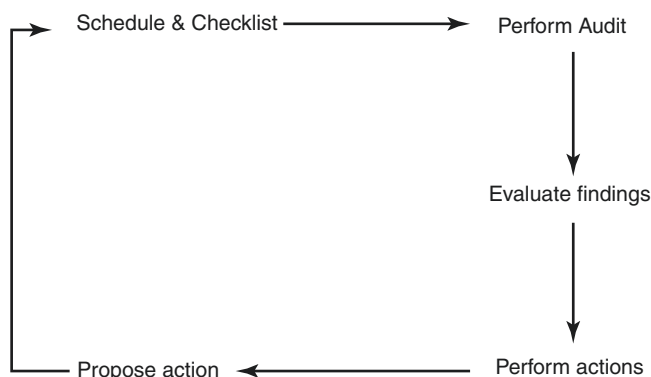 Schedule & Checklist
Perform Audit
Evaluate findings
Perform actions
Propose action